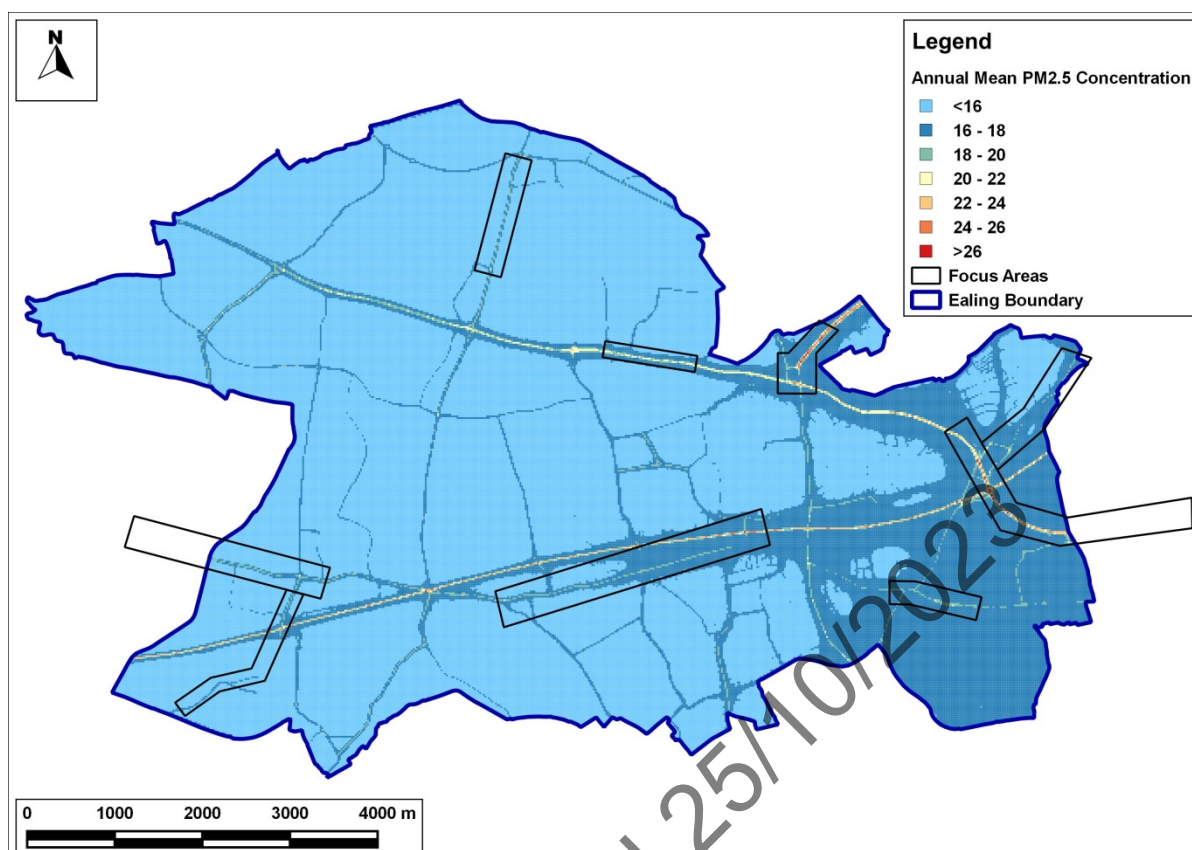 N
Legend
Annual Mean PM2.5 Concentration
<16
16 - 18
18 - 20
20 - 22
22 - 24
24 - 26
>26
Focus Areas
Ealing Boundary
25/10/2023
0 1000 2000 3000 4000 m